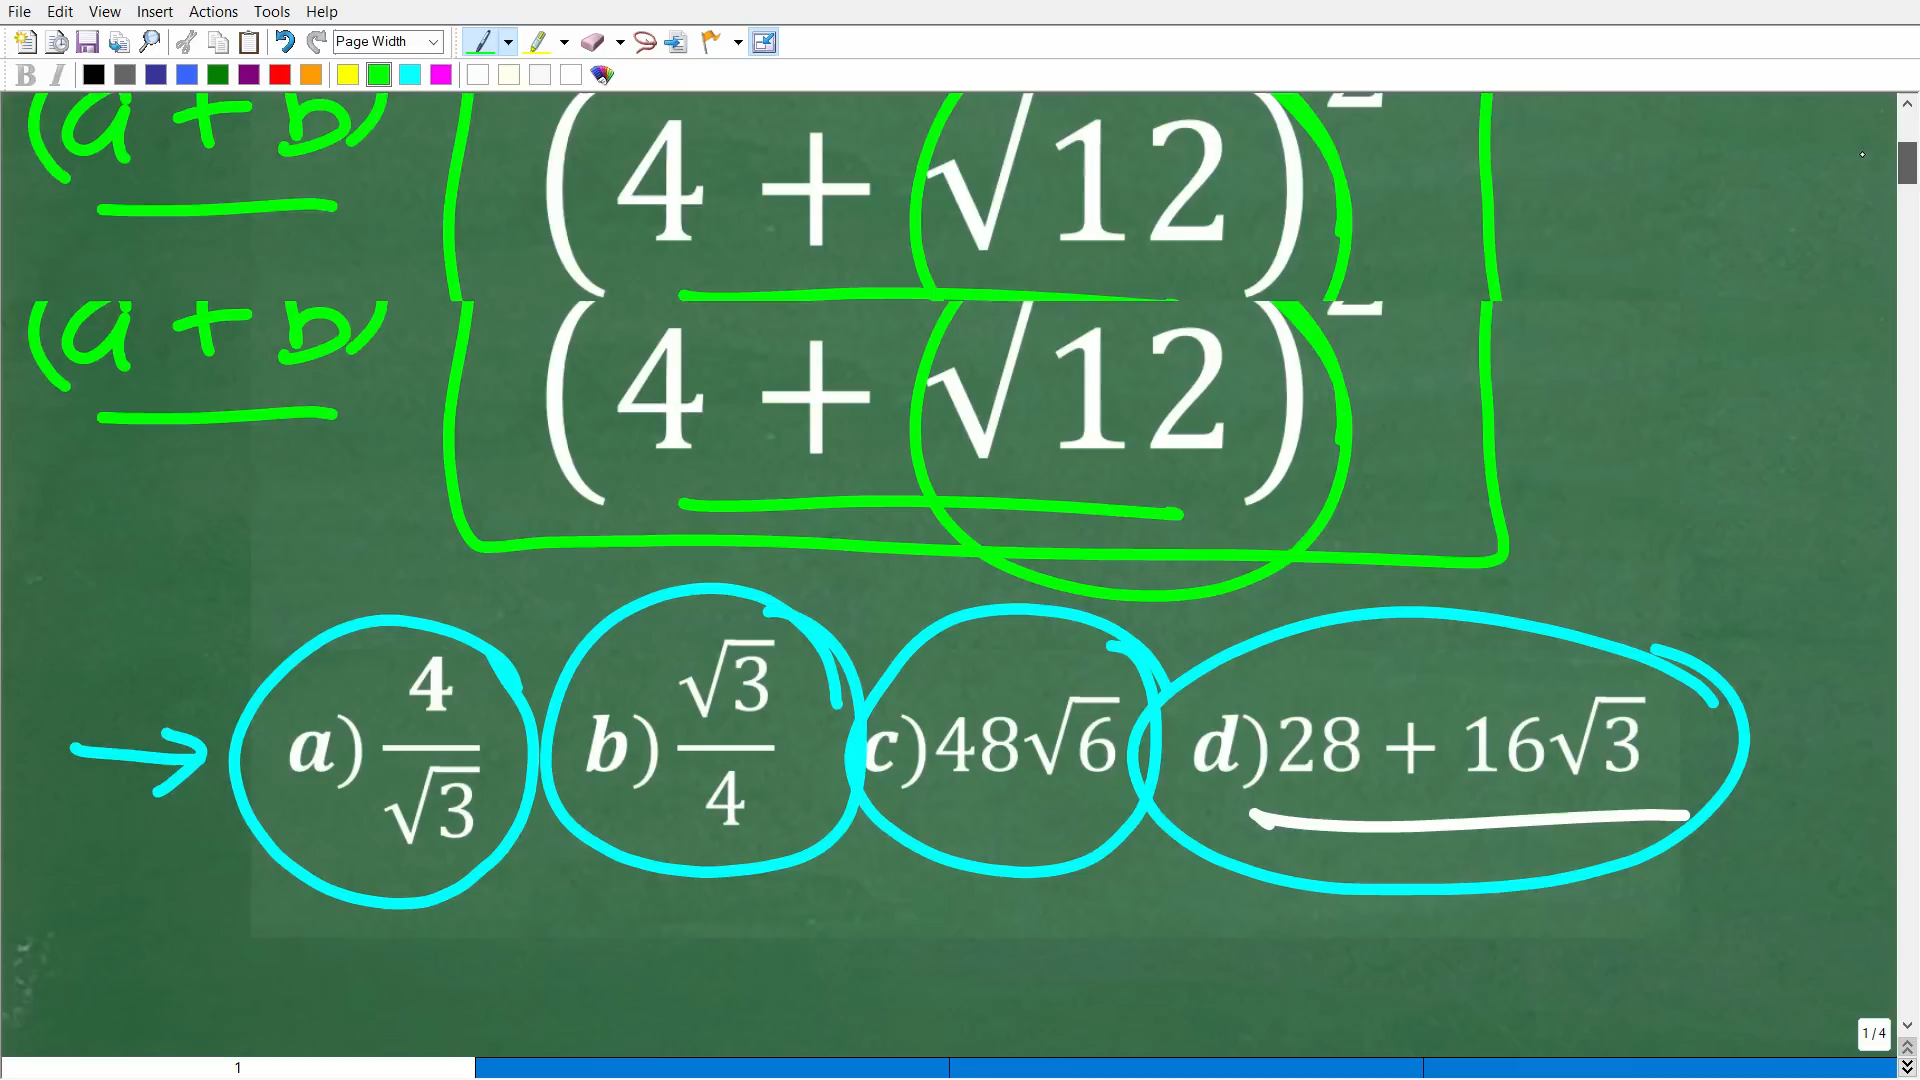 File Edit View Insert Actions Tools Help
Page Width
B I
(a + b)
(4 + √12)
(a + b)
(4 + √12)
a) 4/√3 b) √3/4 c) 48√6 d) 28 + 16√3
1 / 4
1